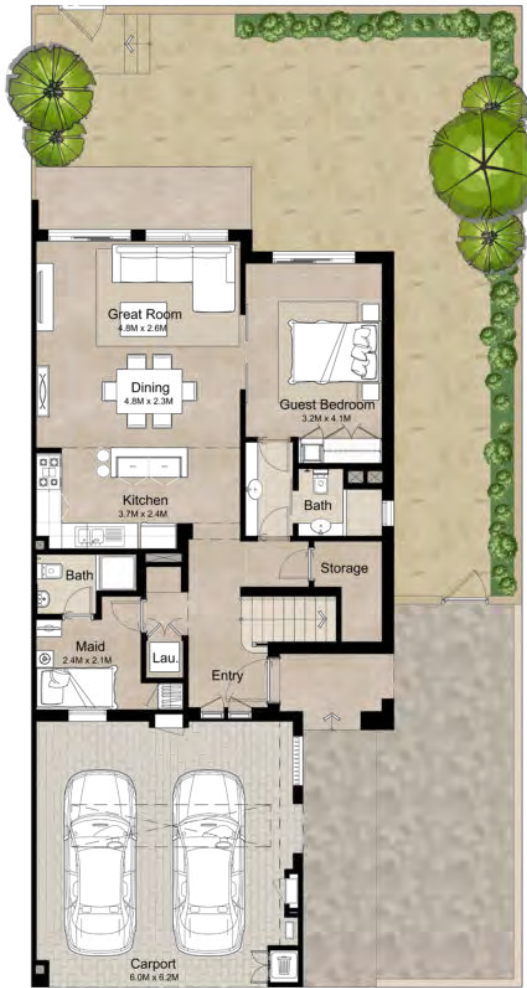 Great Room
4.8M x 2.6M
Dining
4.8M x 2.3M
Guest Bedroom
3.2M x 4.1M
Kitchen
3.7M x 2.4M
Bath
Bath
Storage
Maid
2.4M x 2.1M
Lau.
Entry
Carport
6.0M x 6.2M